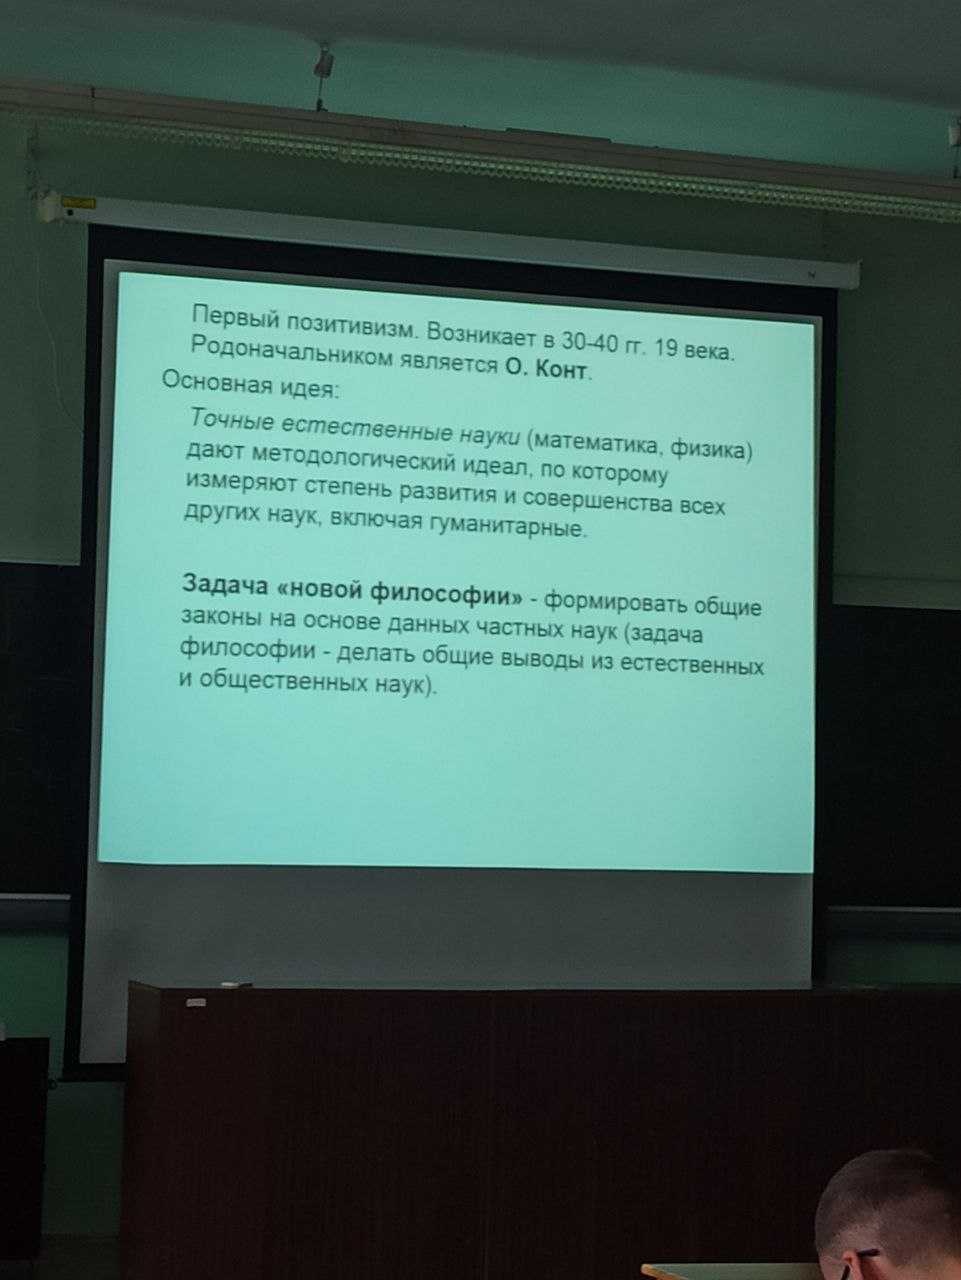 Первый позитивизм. Возникает в 30-40 гг. 19 века.
Родоначальником является О. Конт.
Основная идея:
Точные естественные науки (математика, физика)
дают методологический идеал, по которому
измеряют степень развития и совершенства всех
других наук, включая гуманитарные.
Задача «новой философии» - формировать общие
законы на основе данных частных наук (задача
философии - делать общие выводы из естественных
и общественных наук).